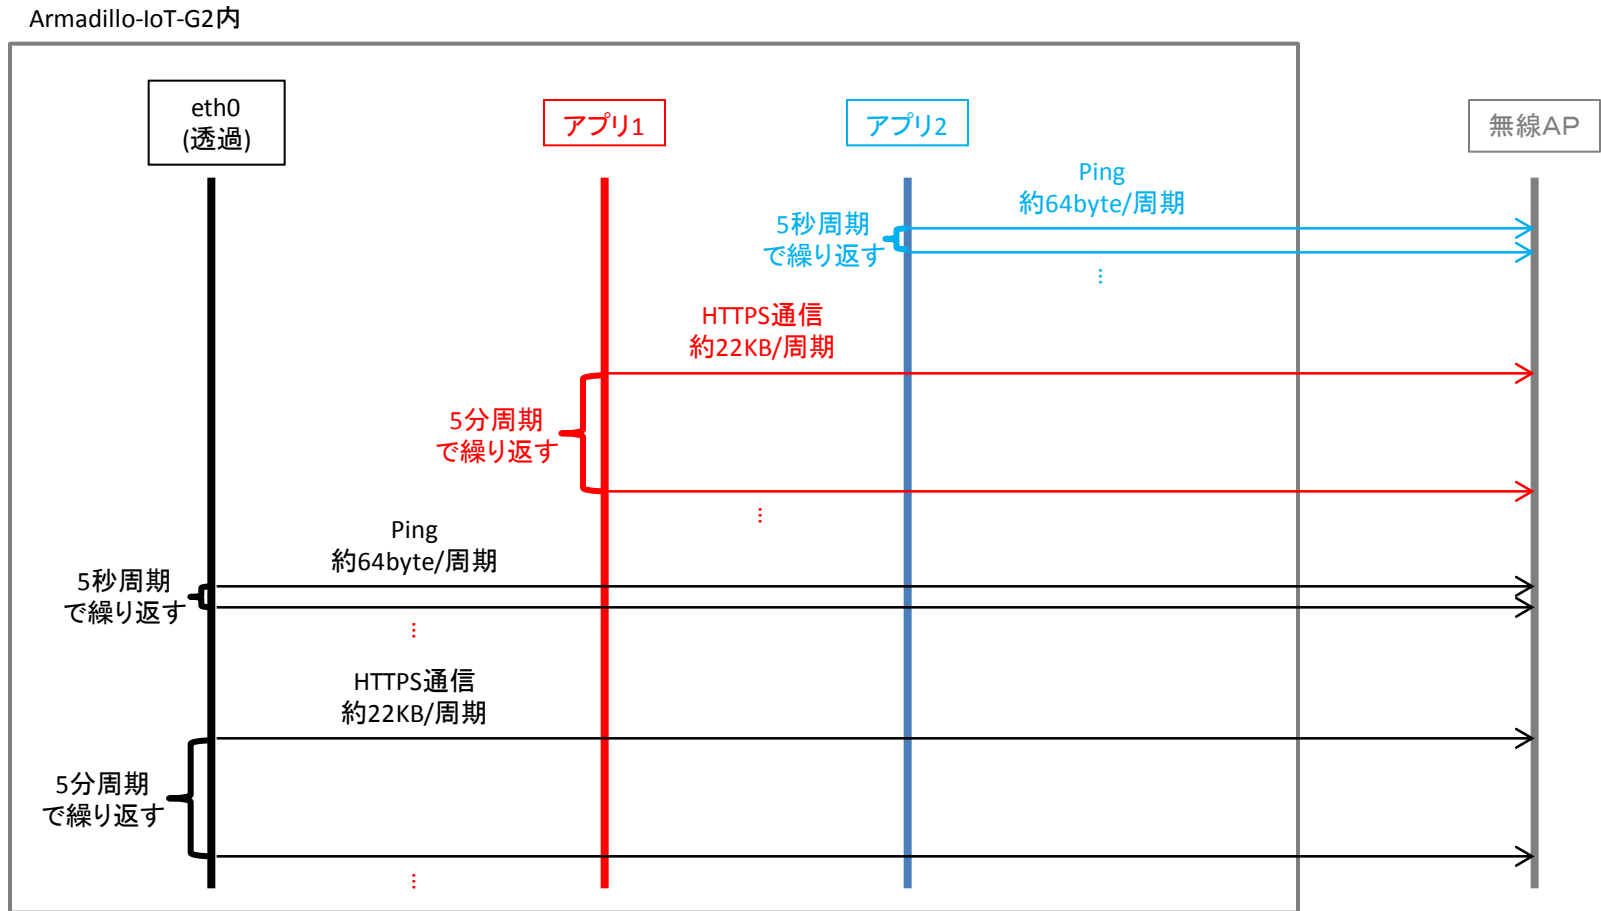 Armadillo-IoT-G2内
eth0
(透過)
アプリ1
アプリ2
無線AP
Ping
約64byte/周期
5秒周期
で繰り返す
…
HTTPS通信
約22KB/周期
5分周期
で繰り返す
…
Ping
約64byte/周期
5秒周期
で繰り返す
…
HTTPS通信
約22KB/周期
5分周期
で繰り返す
…